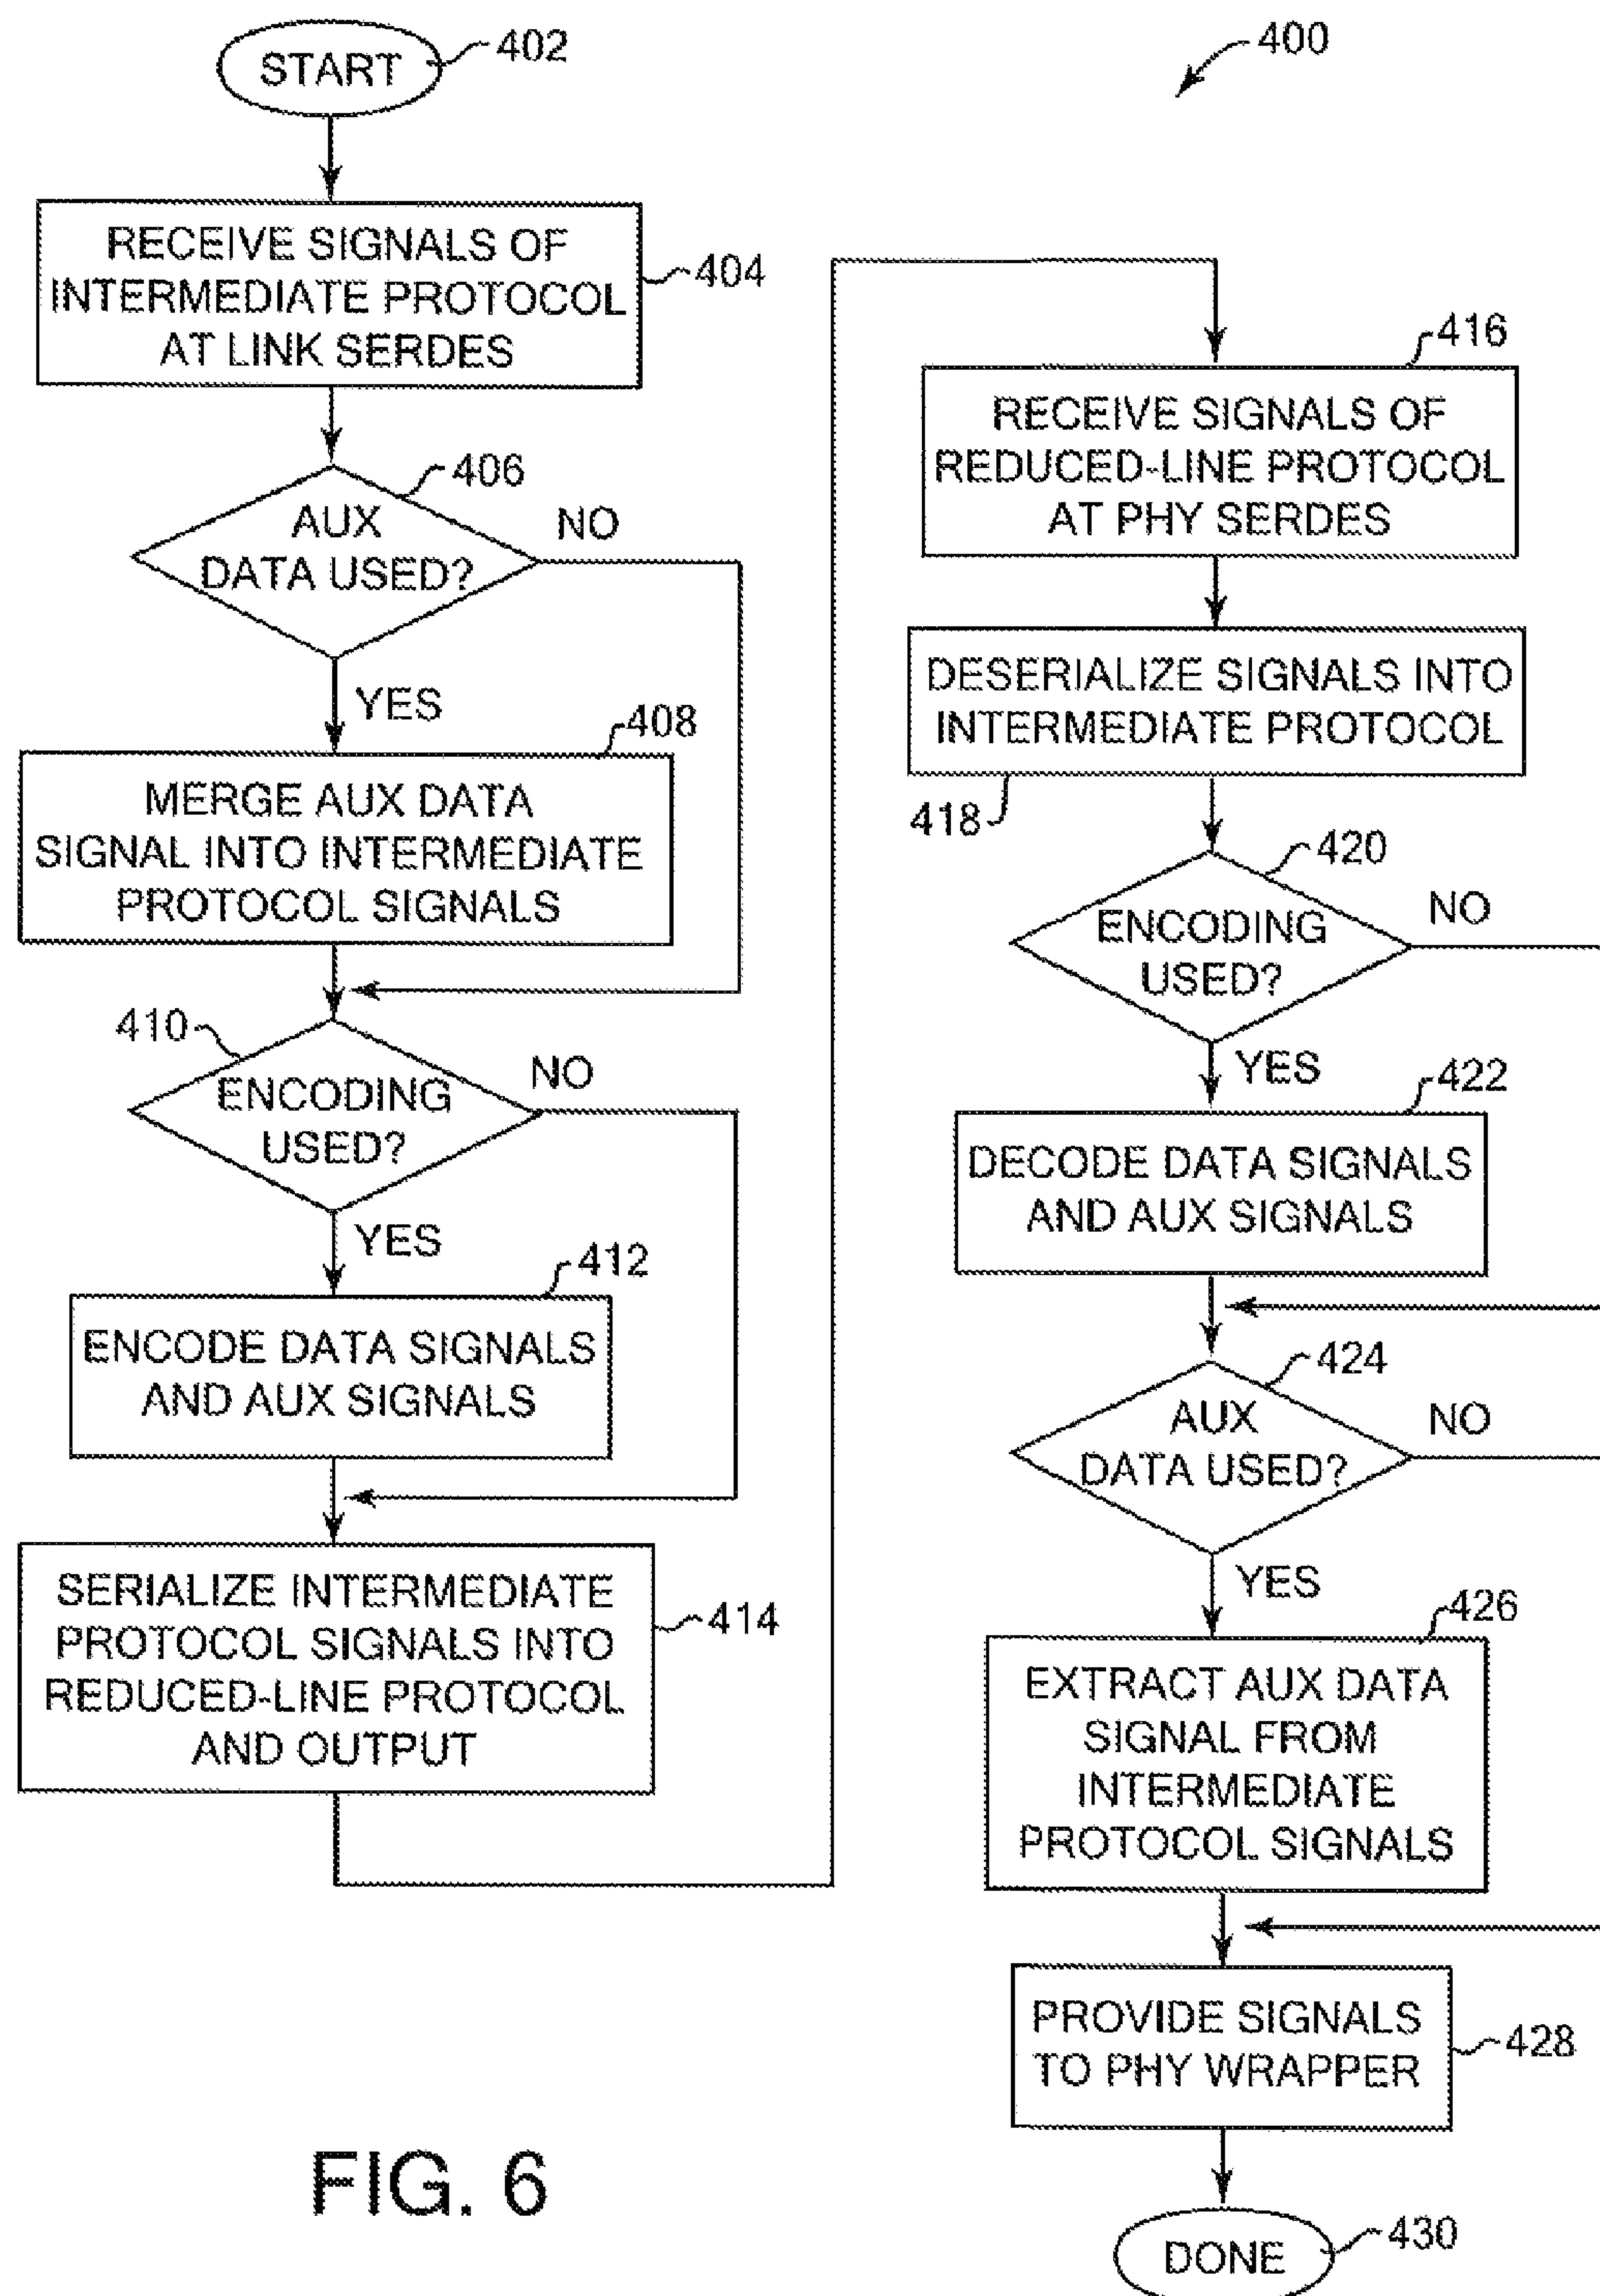 START
402
400
RECEIVE SIGNALS OF
INTERMEDIATE PROTOCOL
AT LINK SERDES
404
406
AUX
DATA USED?
NO
YES
408
MERGE AUX DATA
SIGNAL INTO INTERMEDIATE
PROTOCOL SIGNALS
410
ENCODING
USED?
NO
YES
412
ENCODE DATA SIGNALS
AND AUX SIGNALS
SERIALIZE INTERMEDIATE
PROTOCOL SIGNALS INTO
REDUCED-LINE PROTOCOL
AND OUTPUT
414
416
RECEIVE SIGNALS OF
REDUCED-LINE PROTOCOL
AT PHY SERDES
DESERIALIZE SIGNALS INTO
INTERMEDIATE PROTOCOL
418
420
ENCODING
USED?
NO
YES
422
DECODE DATA SIGNALS
AND AUX SIGNALS
424
AUX
DATA USED?
NO
YES
426
EXTRACT AUX DATA
SIGNAL FROM
INTERMEDIATE
PROTOCOL SIGNALS
PROVIDE SIGNALS
TO PHY WRAPPER
428
DONE
430
FIG. 6